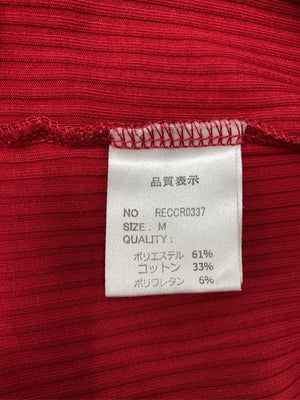 品質表示
NO RECCR0337
SIZE . M
QUALITY :
ポリエステル 61%
コットン 33%
ポリウレタン 6%